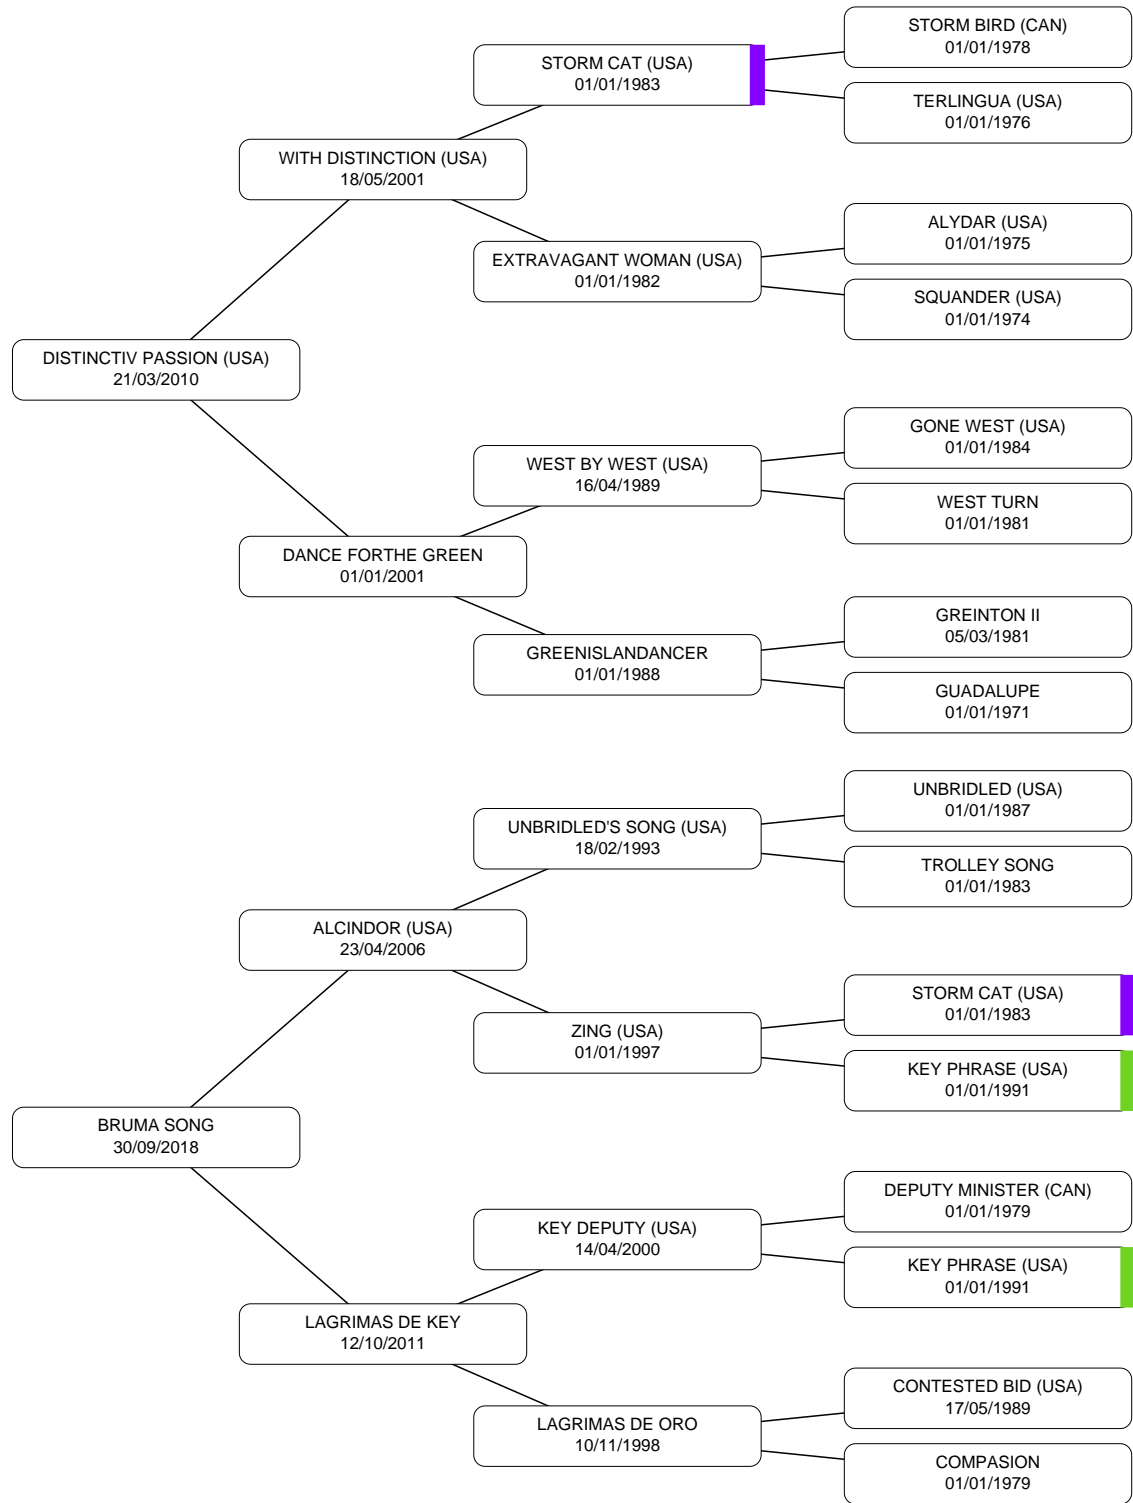 STORM BIRD (CAN)
01/01/1978
STORM CAT (USA)
01/01/1983
TERLINGUA (USA)
01/01/1976
WITH DISTINCTION (USA)
18/05/2001
ALYDAR (USA)
01/01/1975
EXTRAVAGANT WOMAN (USA)
01/01/1982
SQUANDER (USA)
01/01/1974
DISTINCTIV PASSION (USA)
21/03/2010
GONE WEST (USA)
01/01/1984
WEST BY WEST (USA)
16/04/1989
WEST TURN
01/01/1981
DANCE FORTHE GREEN
01/01/2001
GREINTON II
05/03/1981
GREENISLANDANCER
01/01/1988
GUADALUPE
01/01/1971
UNBRIDLED (USA)
01/01/1987
UNBRIDLED'S SONG (USA)
18/02/1993
TROLLEY SONG
01/01/1983
ALCINDOR (USA)
23/04/2006
STORM CAT (USA)
01/01/1983
ZING (USA)
01/01/1997
KEY PHRASE (USA)
01/01/1991
BRUMA SONG
30/09/2018
DEPUTY MINISTER (CAN)
01/01/1979
KEY DEPUTY (USA)
14/04/2000
KEY PHRASE (USA)
01/01/1991
LAGRIMAS DE KEY
12/10/2011
CONTESTED BID (USA)
17/05/1989
LAGRIMAS DE ORO
10/11/1998
COMPASION
01/01/1979